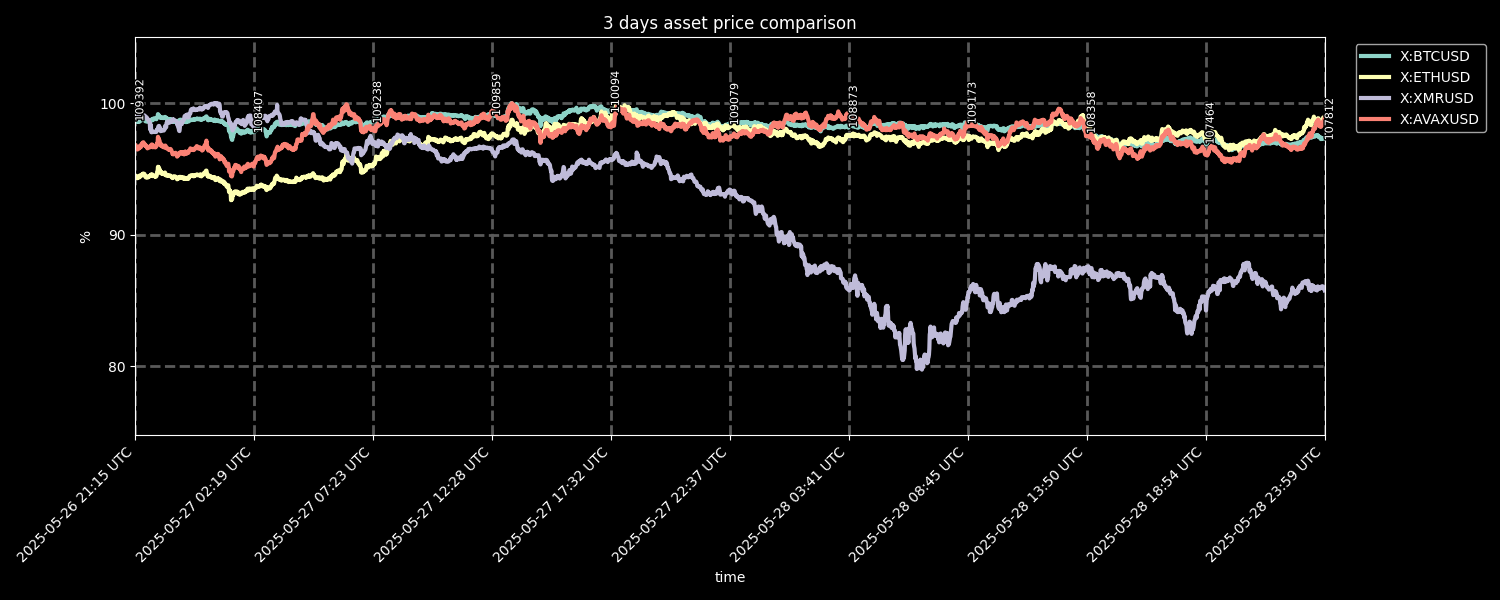 3 days asset price comparison
X:BTCUSD
X:ETHUSD
X:XMRUSD
X:AVAXUSD
109392
108407
109238
109859
110094
109079
108873
109173
108358
107464
107812
100
90
80
%
2025-05-26 21:15 UTC
2025-05-27 02:19 UTC
2025-05-27 07:23 UTC
2025-05-27 12:28 UTC
2025-05-27 17:32 UTC
2025-05-27 22:37 UTC
2025-05-28 03:41 UTC
2025-05-28 08:45 UTC
2025-05-28 13:50 UTC
2025-05-28 18:54 UTC
2025-05-28 23:59 UTC
time